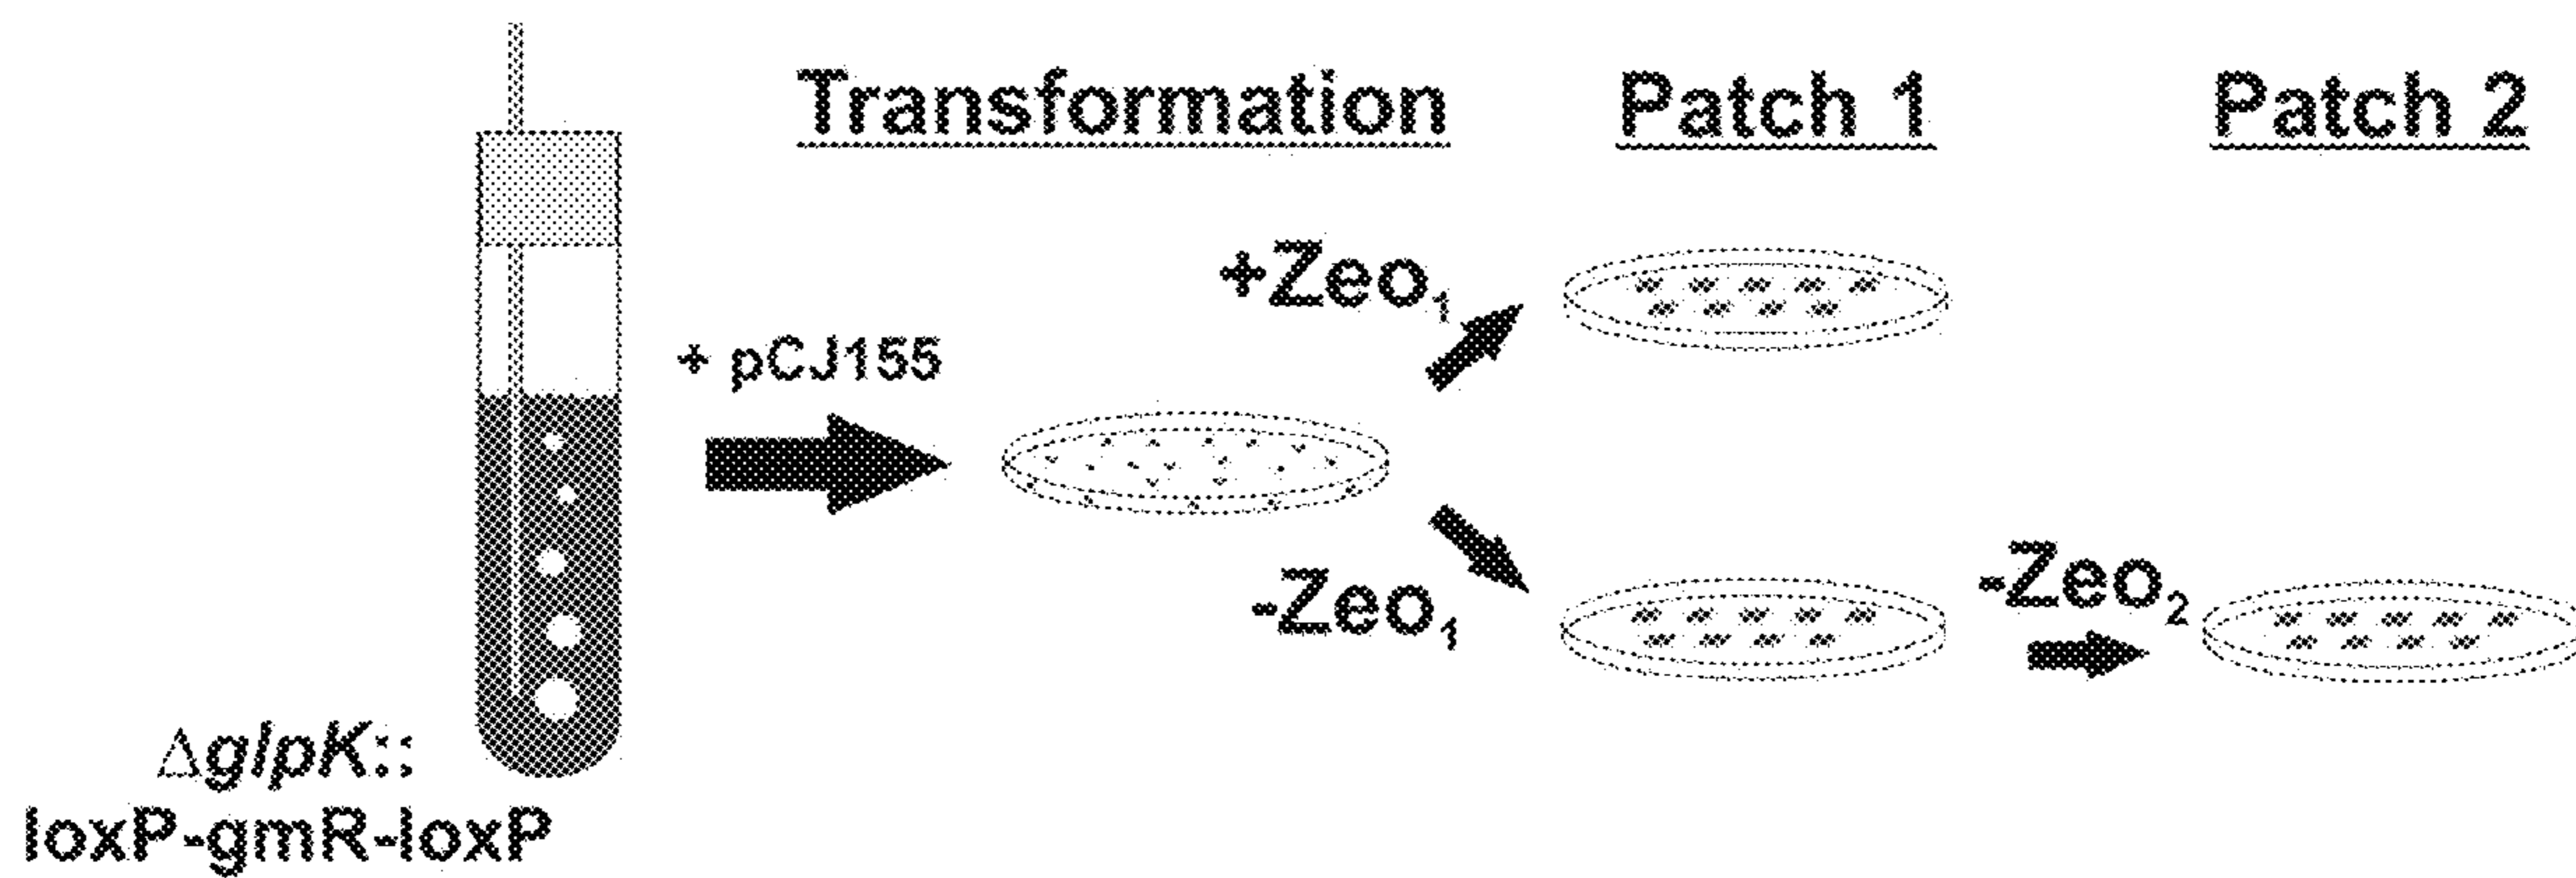 Transformation
Patch 1
Patch 2
+Zeo₁
+ pCJ155
-Zeo₁
-Zeo₂
ΔglpK::
loxP-gmR-loxP